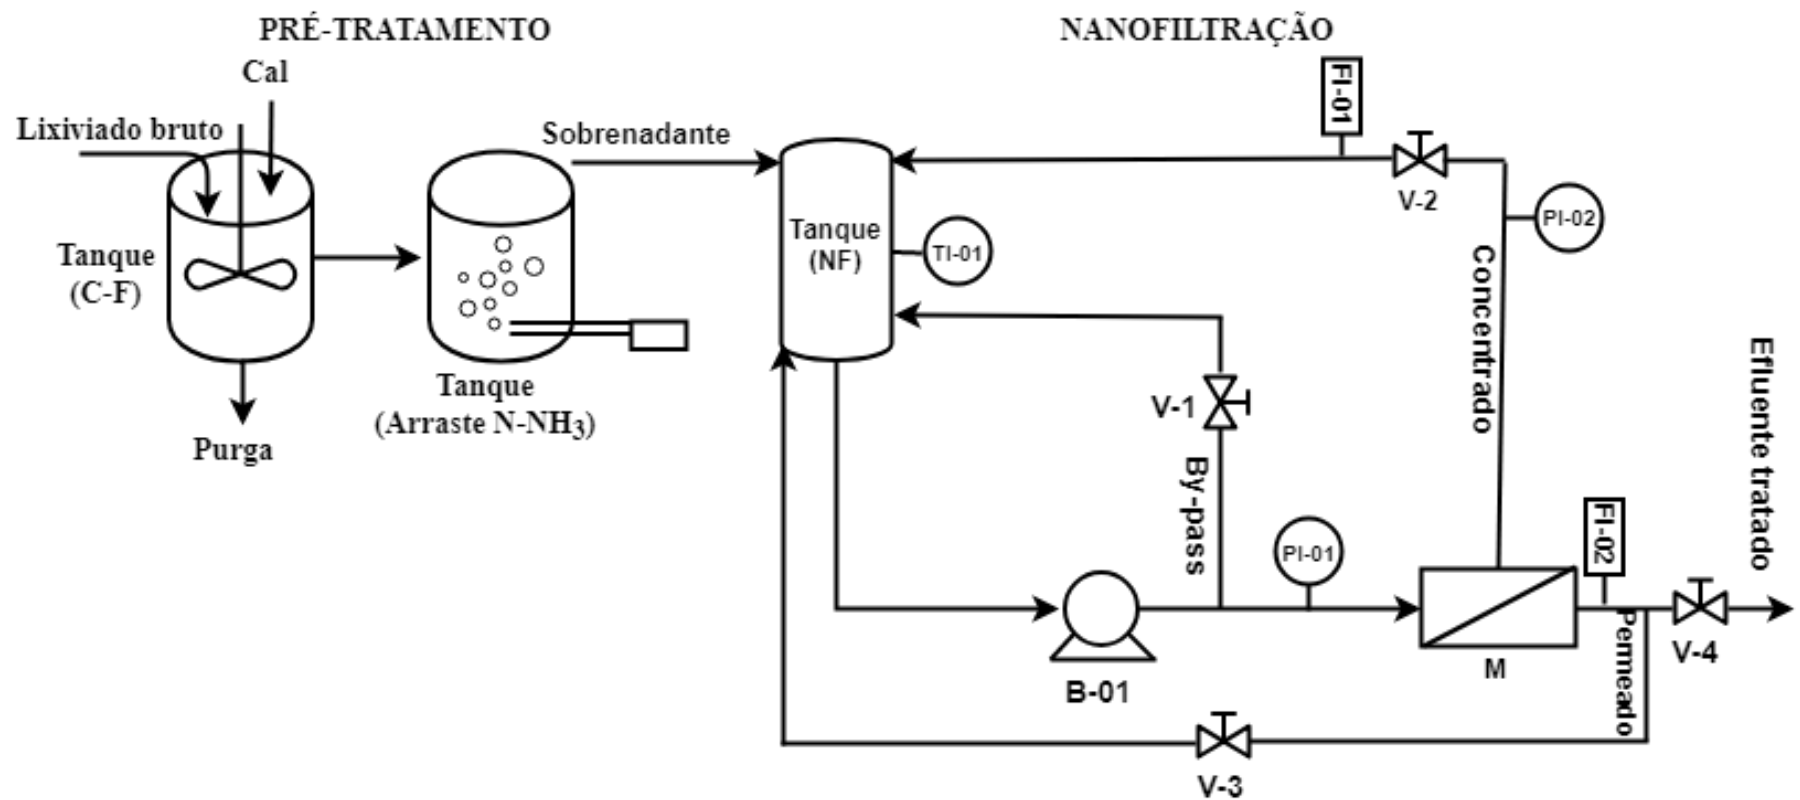 PRÉ-TRATAMENTO
NANOFILTRAÇÃO
Cal
Lixiviado bruto
Sobrenadante
FI-01
V-2
PI-02
Tanque
(NF)
TI-01
Tanque
(C-F)
Concentrado
Tanque
(Arraste N-NH3)
Purga
V-1
By-pass
Efluente tratado
PI-01
FI-02
B-01
M
Permeado
V-4
V-3